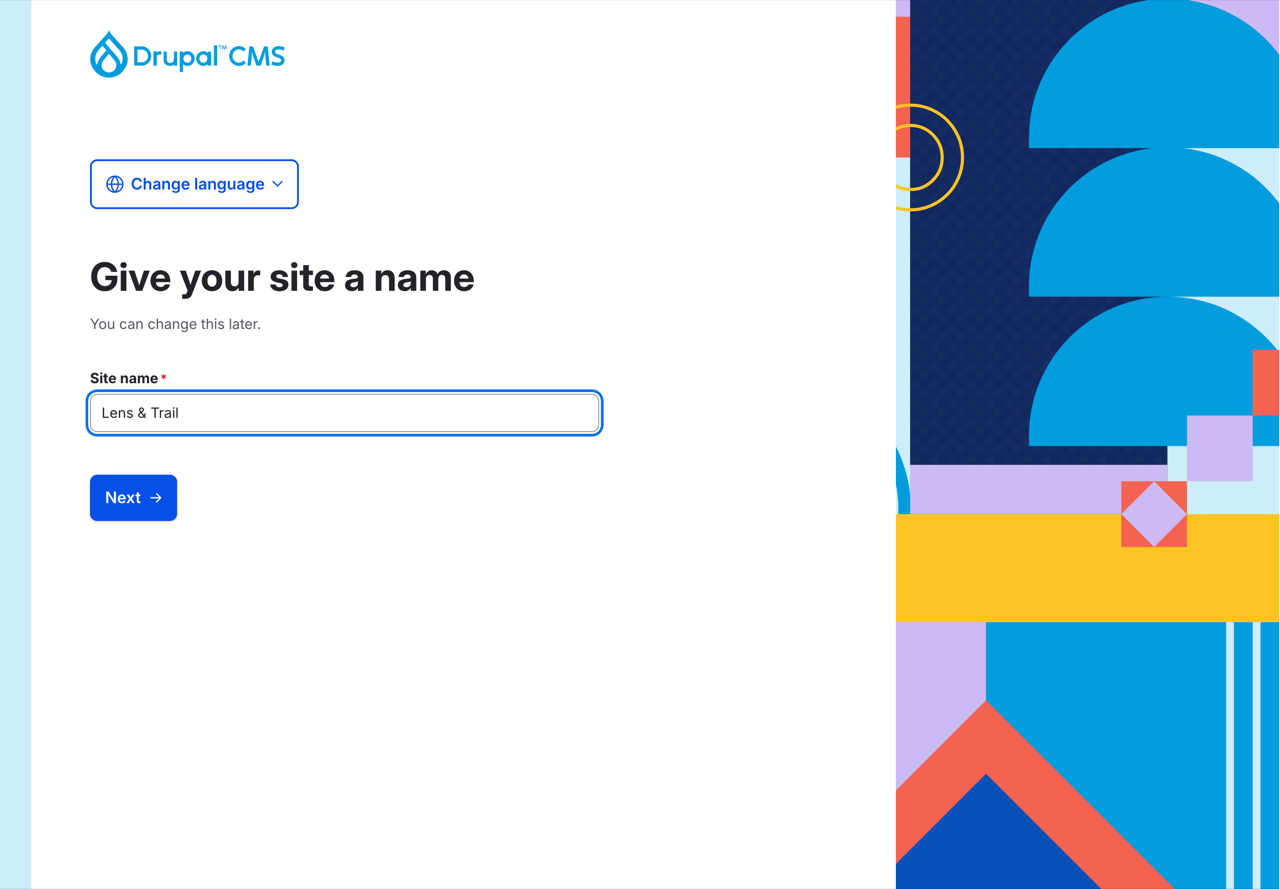 Drupal™ CMS
Change language
Give your site a name
You can change this later.
Site name*
Lens & Trail
Next →